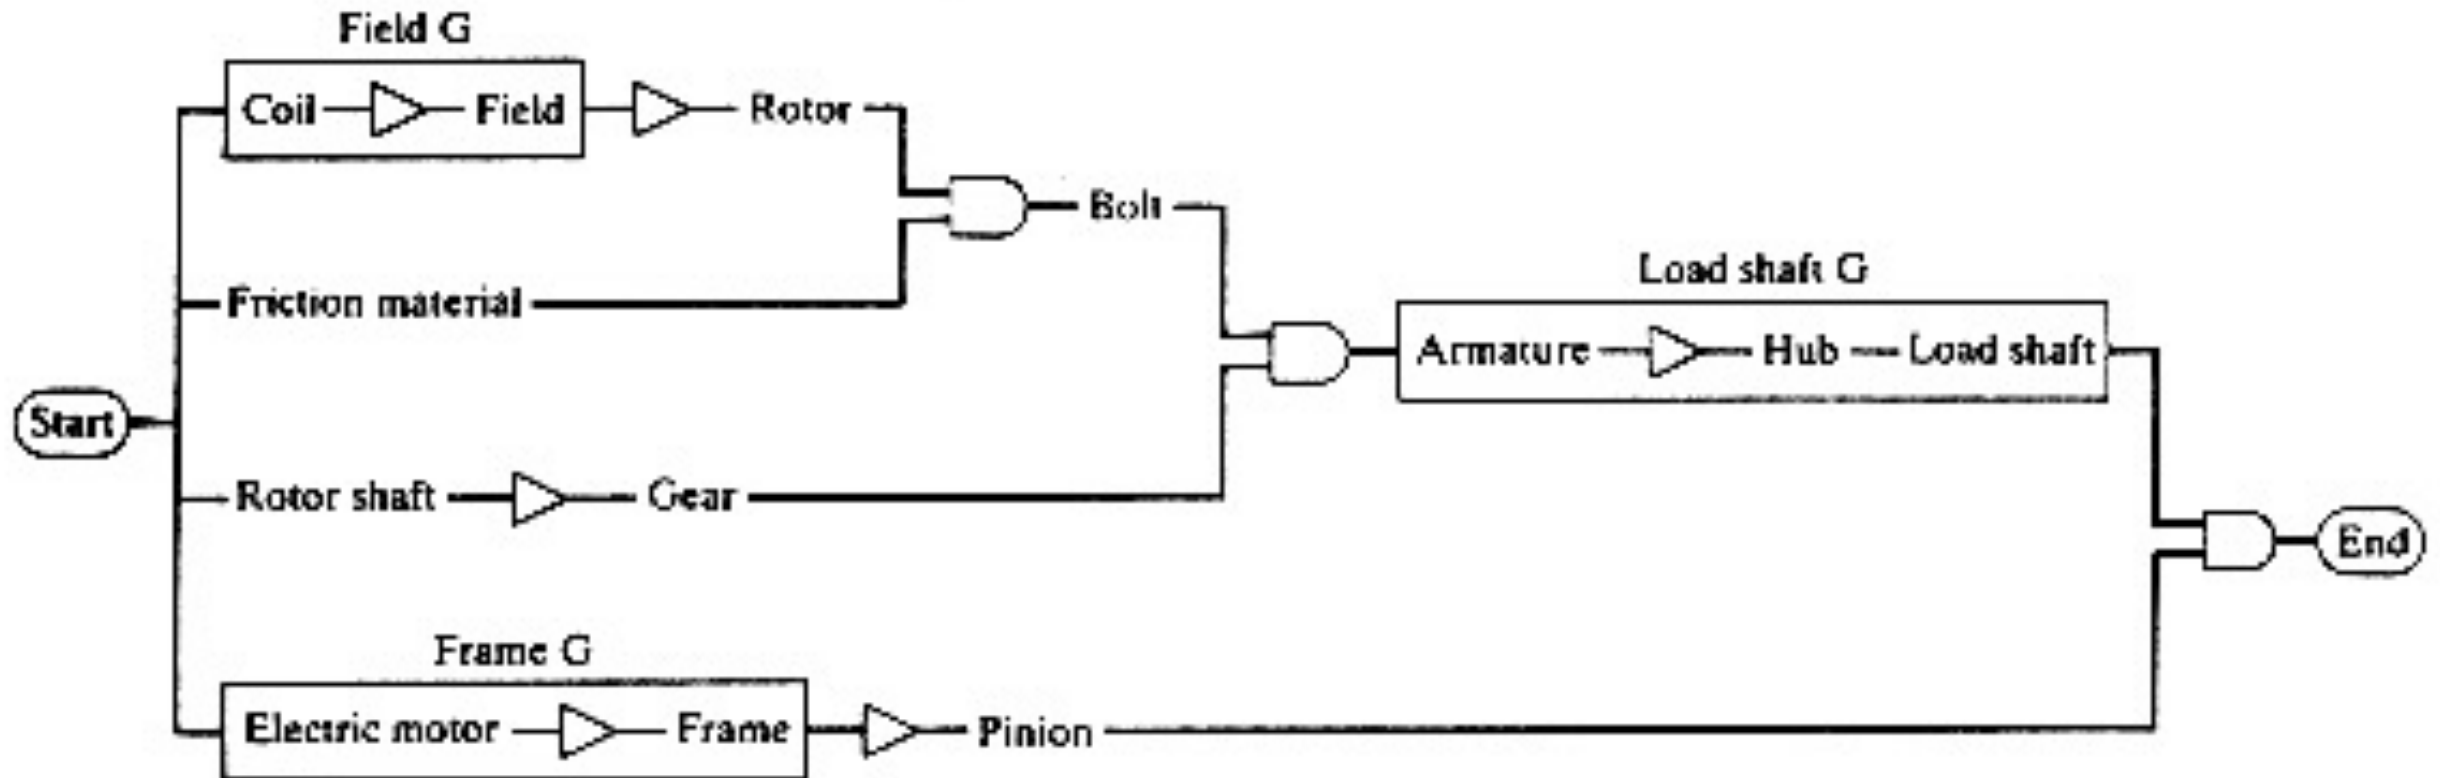 Field G
Coil Field Rotor
Bolt
Friction material
Load shaft G
Armature Hub Load shaft
Start
Rotor shaft Gear
End
Frame G
Electric motor Frame Pinion